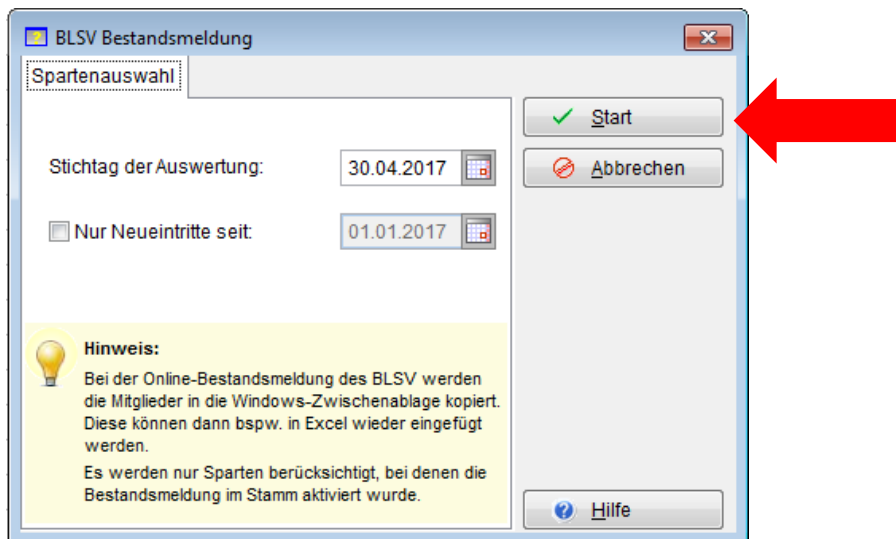 BLSV Bestandsmeldung
Spartenauswahl
Start
Stichtag der Auswertung: 30.04.2017
Abbrechen
Nur Neueintritte seit: 01.01.2017
Hinweis:
Bei der Online-Bestandsmeldung des BLSV werden
die Mitglieder in die Windows-Zwischenablage kopiert.
Diese können dann bspw. in Excel wieder eingefügt
werden.
Es werden nur Sparten berücksichtigt, bei denen die
Bestandsmeldung im Stamm aktiviert wurde.
Hilfe